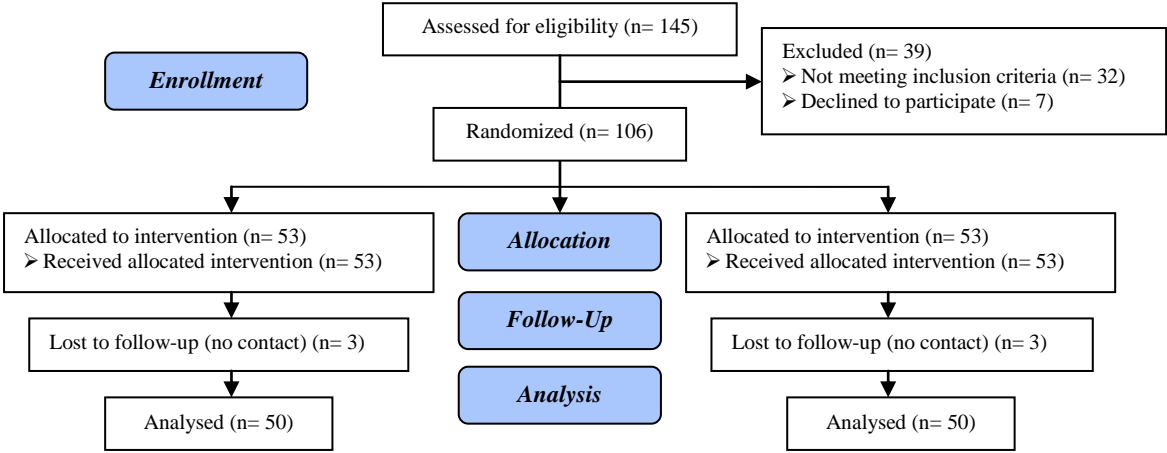 Assessed for eligibility (n= 145)
Enrollment
Excluded (n= 39)
➢ Not meeting inclusion criteria (n= 32)
➢ Declined to participate (n= 7)
Randomized (n= 106)
Allocated to intervention (n= 53)
➢ Received allocated intervention (n= 53)
Allocation
Allocated to intervention (n= 53)
➢ Received allocated intervention (n= 53)
Lost to follow-up (no contact) (n= 3)
Follow-Up
Lost to follow-up (no contact) (n= 3)
Analysed (n= 50)
Analysis
Analysed (n= 50)